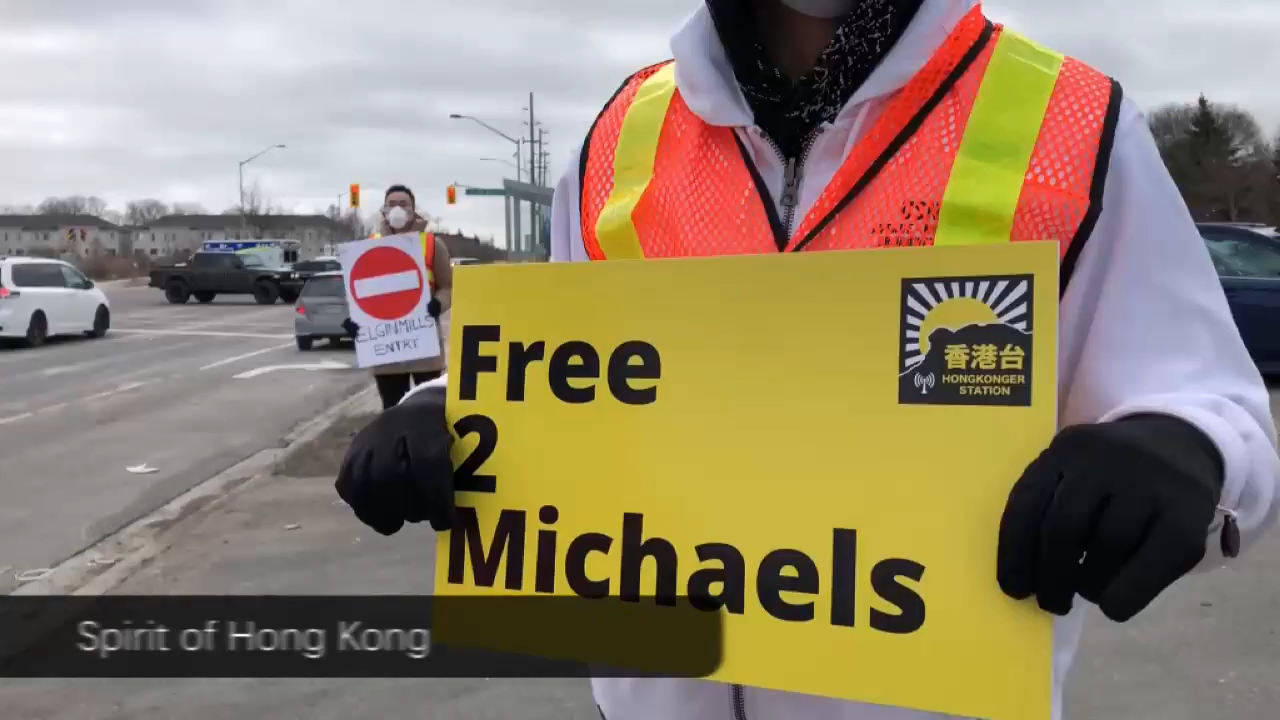 ELGIN MILLS
ENTRY
Free
2
Michaels
香港台
HONGKONGER
STATION
Spirit of Hong Kong